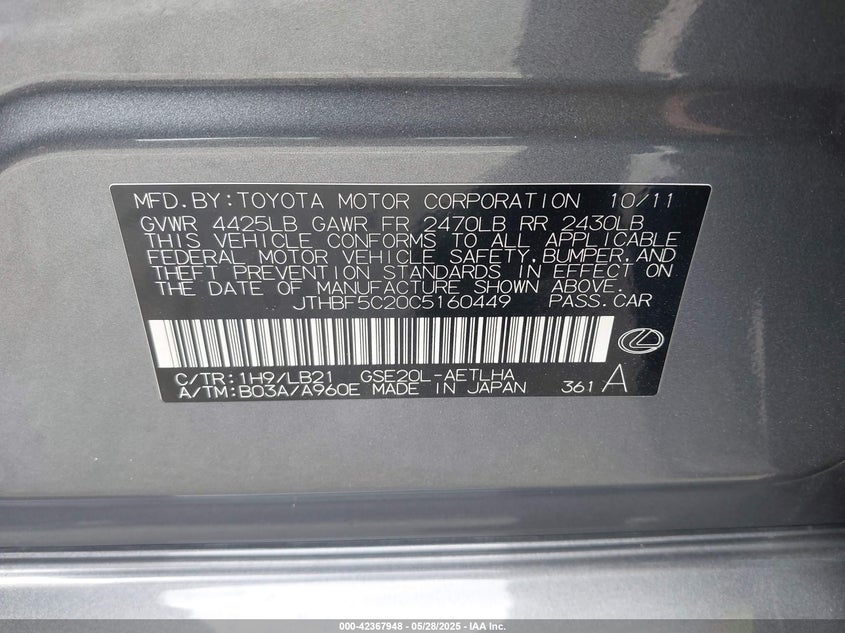 MFD.BY:TOYOTA MOTOR CORPORATION 10/11
GVWR 4425LB GAWR FR 2470LB RR 2430LB
THIS VEHICLE CONFORMS TO ALL APPLICABLE
FEDERAL MOTOR VEHICLE SAFETY,BUMPER,AND
THEFT PREVENTION STANDARDS IN EFFECT ON
THE DATE OF MANUFACTURE SHOWN ABOVE.
JTHBF5C20C5160449 PASS.CAR
C/TR:1H9/LB21 GSE20L-AETLHA
A/TM:B03A/A960E MADE IN JAPAN 361 A
000-42367948 - 05/28/2025 - IAA Inc.